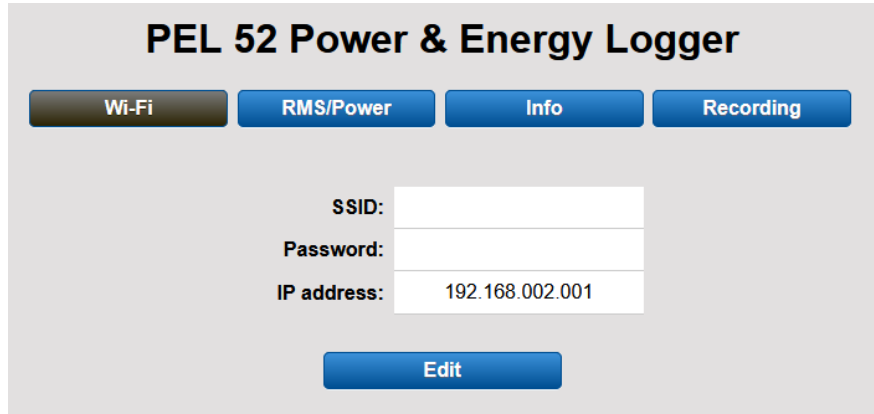 PEL 52 Power & Energy Logger
Wi-Fi RMS/Power Info Recording
SSID:
Password:
IP address: 192.168.002.001
Edit